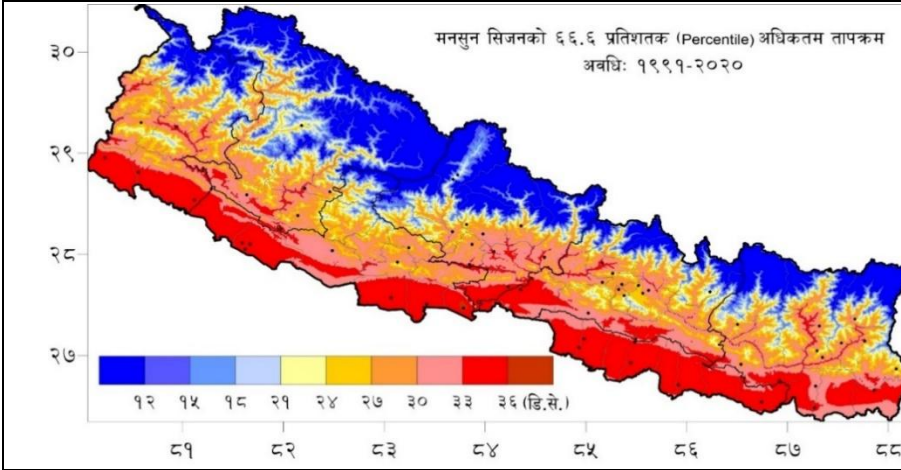 मनसुन सिजनको ६६.६ प्रतिशतक (Percentile) अधिकतम तापक्रम
अवधिः १९९१-२०२०
३०
२९
२८
२७
१२ १५ १८ २१ २४ २७ ३० ३३ ३६ (डि.से.)
८१ ८२ ८३ ८४ ८५ ८६ ८७ ८८